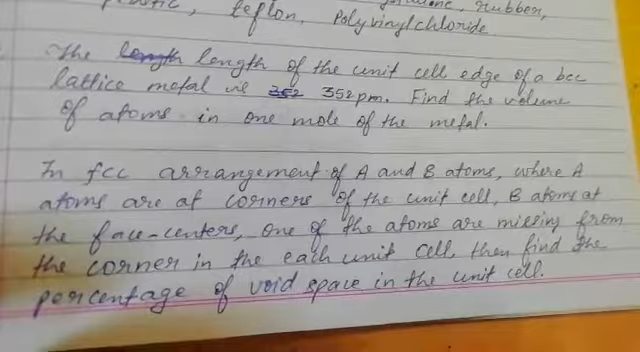 teflon, Polyvinylchloride
rubber,
The length of the unit cell edge of a bcc
lattice metal is 352 pm. Find the volume
of atoms in one mole of the metal.
In fcc arrangement of A and B atoms, where A
atoms are at corners of the unit cell, B atoms at
the face-centers, one of the atoms are missing from
the corner in the each unit cell, then find the
percentage of void space in the unit cell.